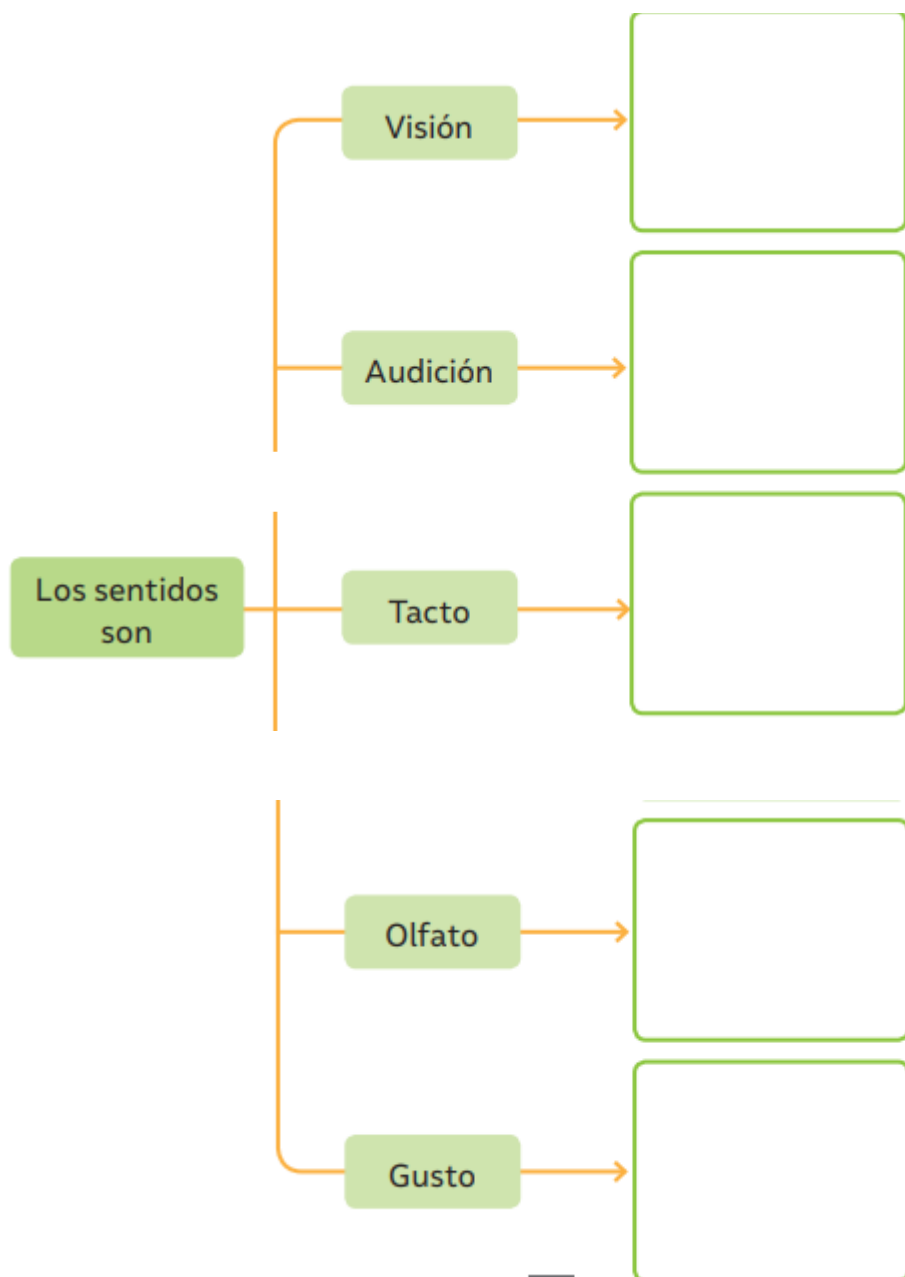 Visión
Audición
Los sentidos
son
Tacto
Olfato
Gusto